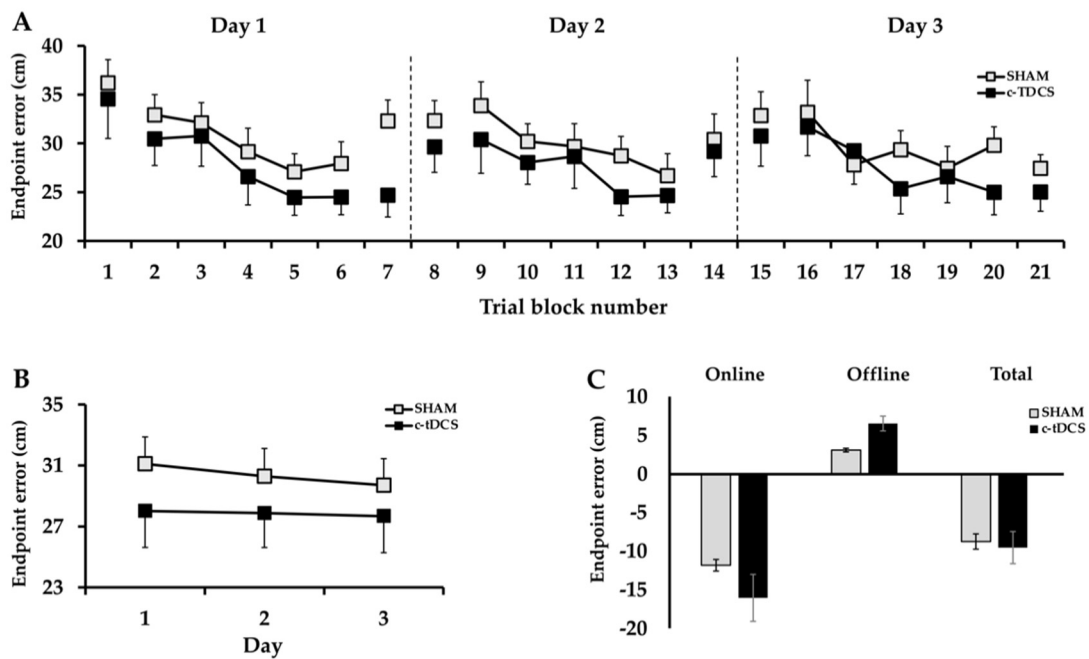 A
Day 1 Day 2 Day 3
Endpoint error (cm)
40
35
30
25
20
SHAM
c-TDCS
1 2 3 4 5 6 7 8 9 10 11 12 13 14 15 16 17 18 19 20 21
Trial block number
B
Endpoint error (cm)
35
31
27
23
SHAM
c-tDCS
1 2 3
Day
C
Online Offline Total
Endpoint error (cm)
10
5
0
-5
-10
-15
-20
SHAM
c-tDCS